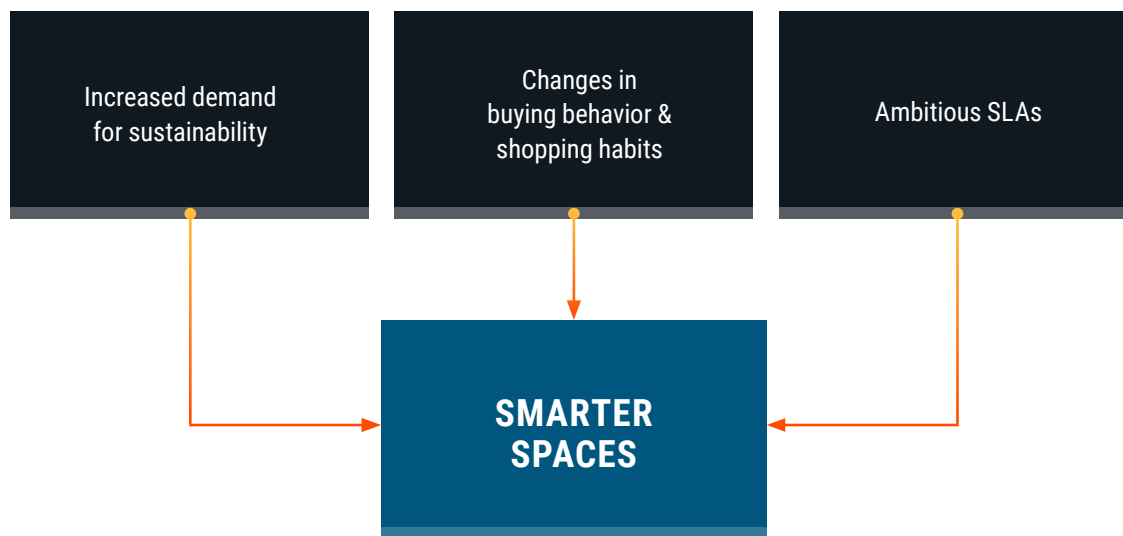 Increased demand
for sustainability
Changes in
buying behavior &
shopping habits
Ambitious SLAs
SMARTER
SPACES